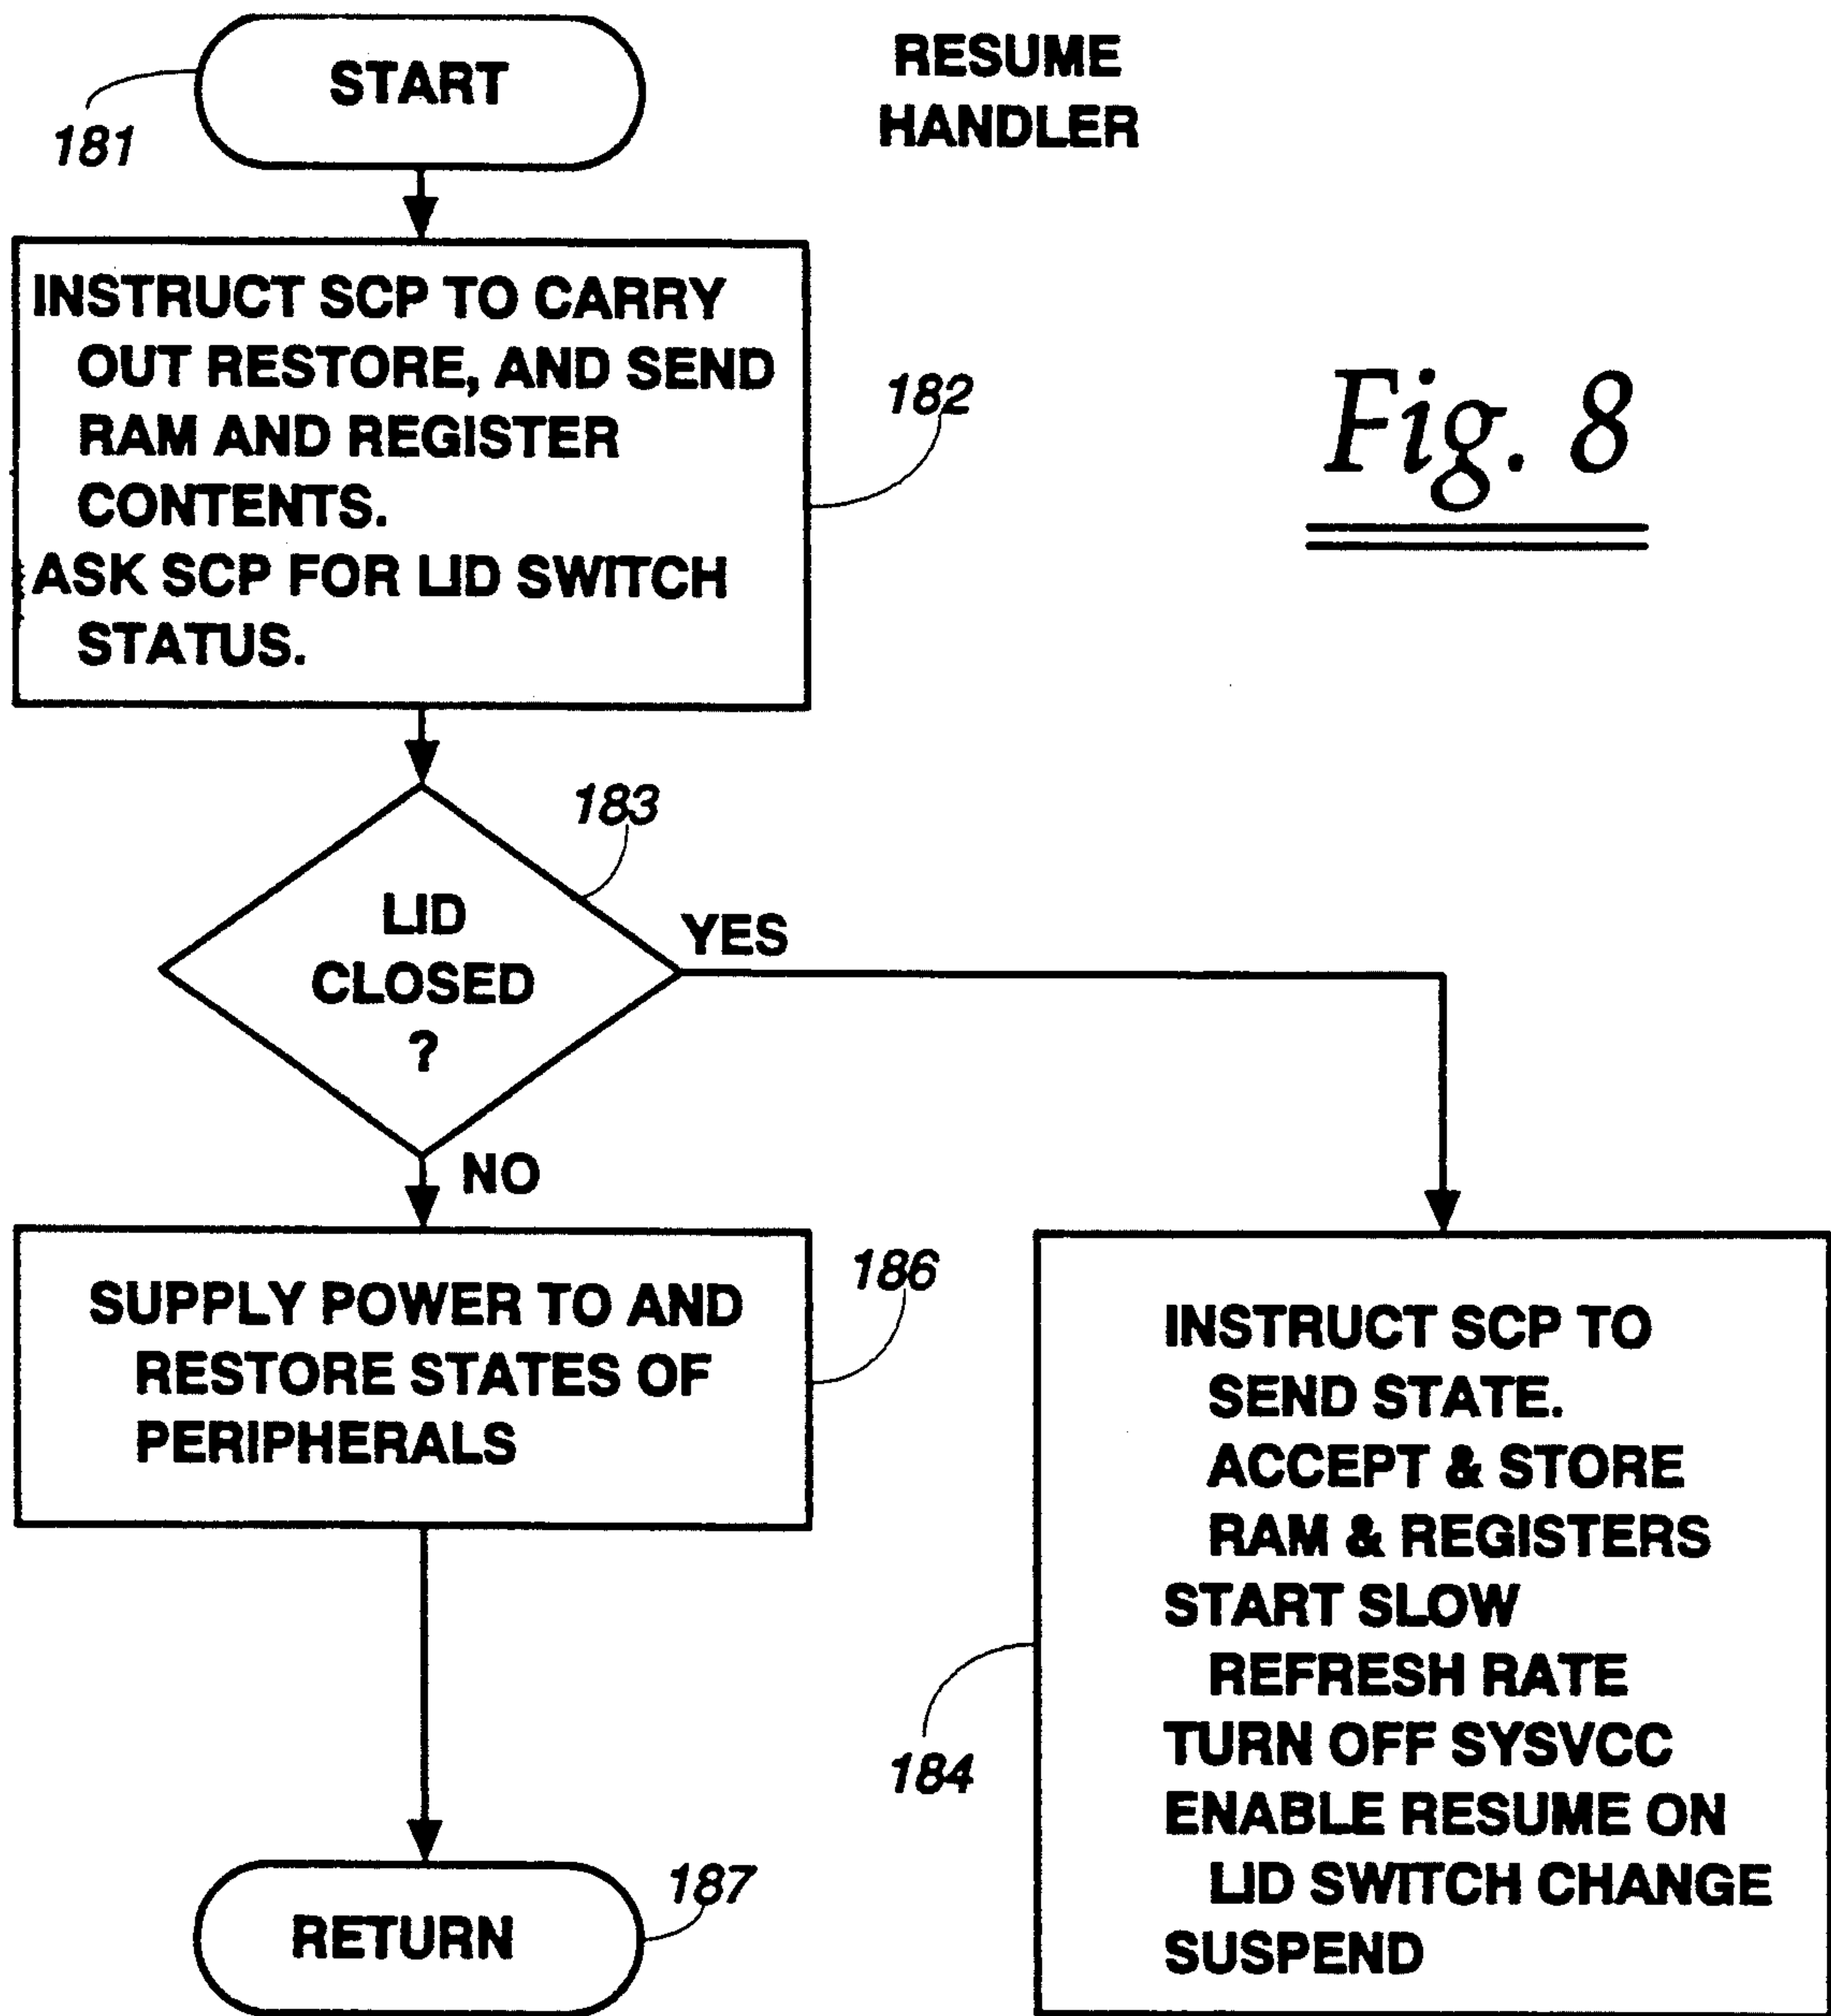 START
181
RESUME
HANDLER
INSTRUCT SCP TO CARRY
OUT RESTORE, AND SEND
RAM AND REGISTER
CONTENTS.
ASK SCP FOR LID SWITCH
STATUS.
182
Fig. 8
183
LID
CLOSED
?
YES
NO
SUPPLY POWER TO AND
RESTORE STATES OF
PERIPHERALS
186
INSTRUCT SCP TO
SEND STATE.
ACCEPT & STORE
RAM & REGISTERS
START SLOW
REFRESH RATE
TURN OFF SYSVCC
ENABLE RESUME ON
LID SWITCH CHANGE
SUSPEND
184
RETURN
187